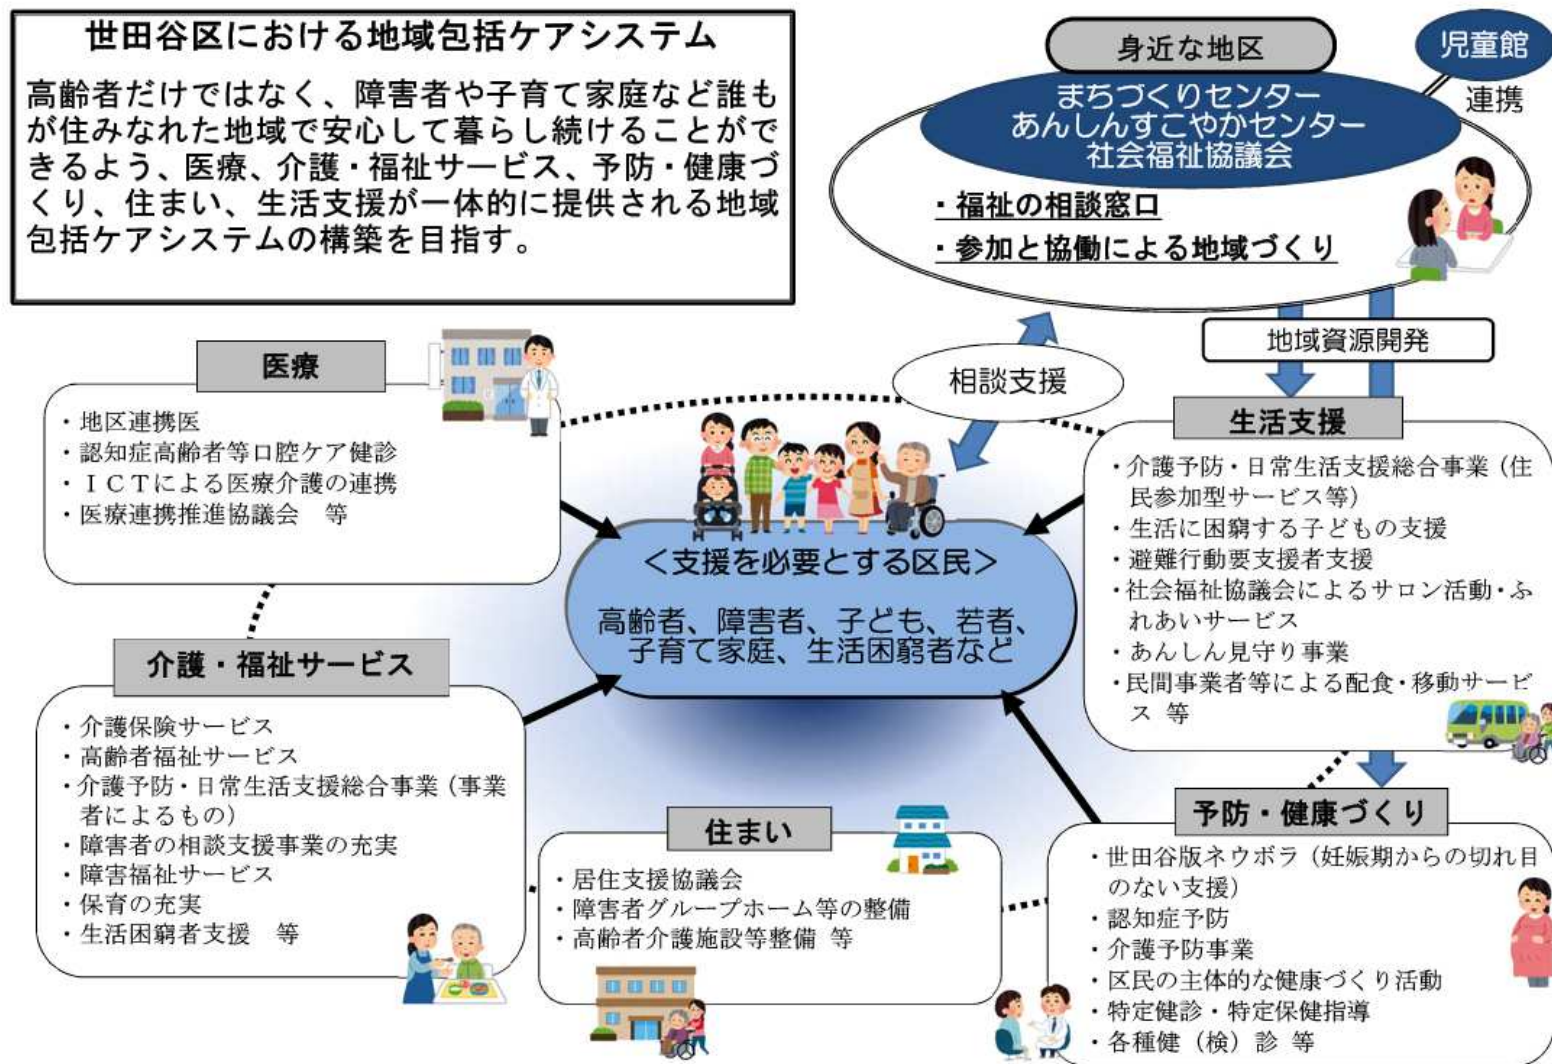 世田谷区における地域包括ケアシステム
高齢者だけではなく、障害者や子育て家庭など誰も
が住みなれた地域で安心して暮らし続けることがで
きるよう、医療、介護・福祉サービス、予防・健康づ
くり、住まい、生活支援が一体的に提供される地域
包括ケアシステムの構築を目指す。
身近な地区
児童館
連携
まちづくりセンター
あんしんすこやかセンター
社会福祉協議会
・福祉の相談窓口
・参加と協働による地域づくり
地域資源開発
相談支援
医療
・地区連携医
・認知症高齢者等口腔ケア健診
・ＩＣＴによる医療介護の連携
・医療連携推進協議会　等
生活支援
・介護予防・日常生活支援総合事業（住
民参加型サービス等）
・生活に困窮する子どもの支援
・避難行動要支援者支援
・社会福祉協議会によるサロン活動・ふ
れあいサービス
・あんしん見守り事業
・民間事業者等による配食・移動サービ
ス 等
＜支援を必要とする区民＞
高齢者、障害者、子ども、若者、
子育て家庭、生活困窮者など
介護・福祉サービス
・介護保険サービス
・高齢者福祉サービス
・介護予防・日常生活支援総合事業（事業
者によるもの）
・障害者の相談支援事業の充実
・障害福祉サービス
・保育の充実
・生活困窮者支援　等
住まい
・居住支援協議会
・障害者グループホーム等の整備
・高齢者介護施設等整備 等
予防・健康づくり
・世田谷版ネウボラ（妊娠期からの切れ目
のない支援）
・認知症予防
・介護予防事業
・区民の主体的な健康づくり活動
・特定健診・特定保健指導
・各種健（検）診 等